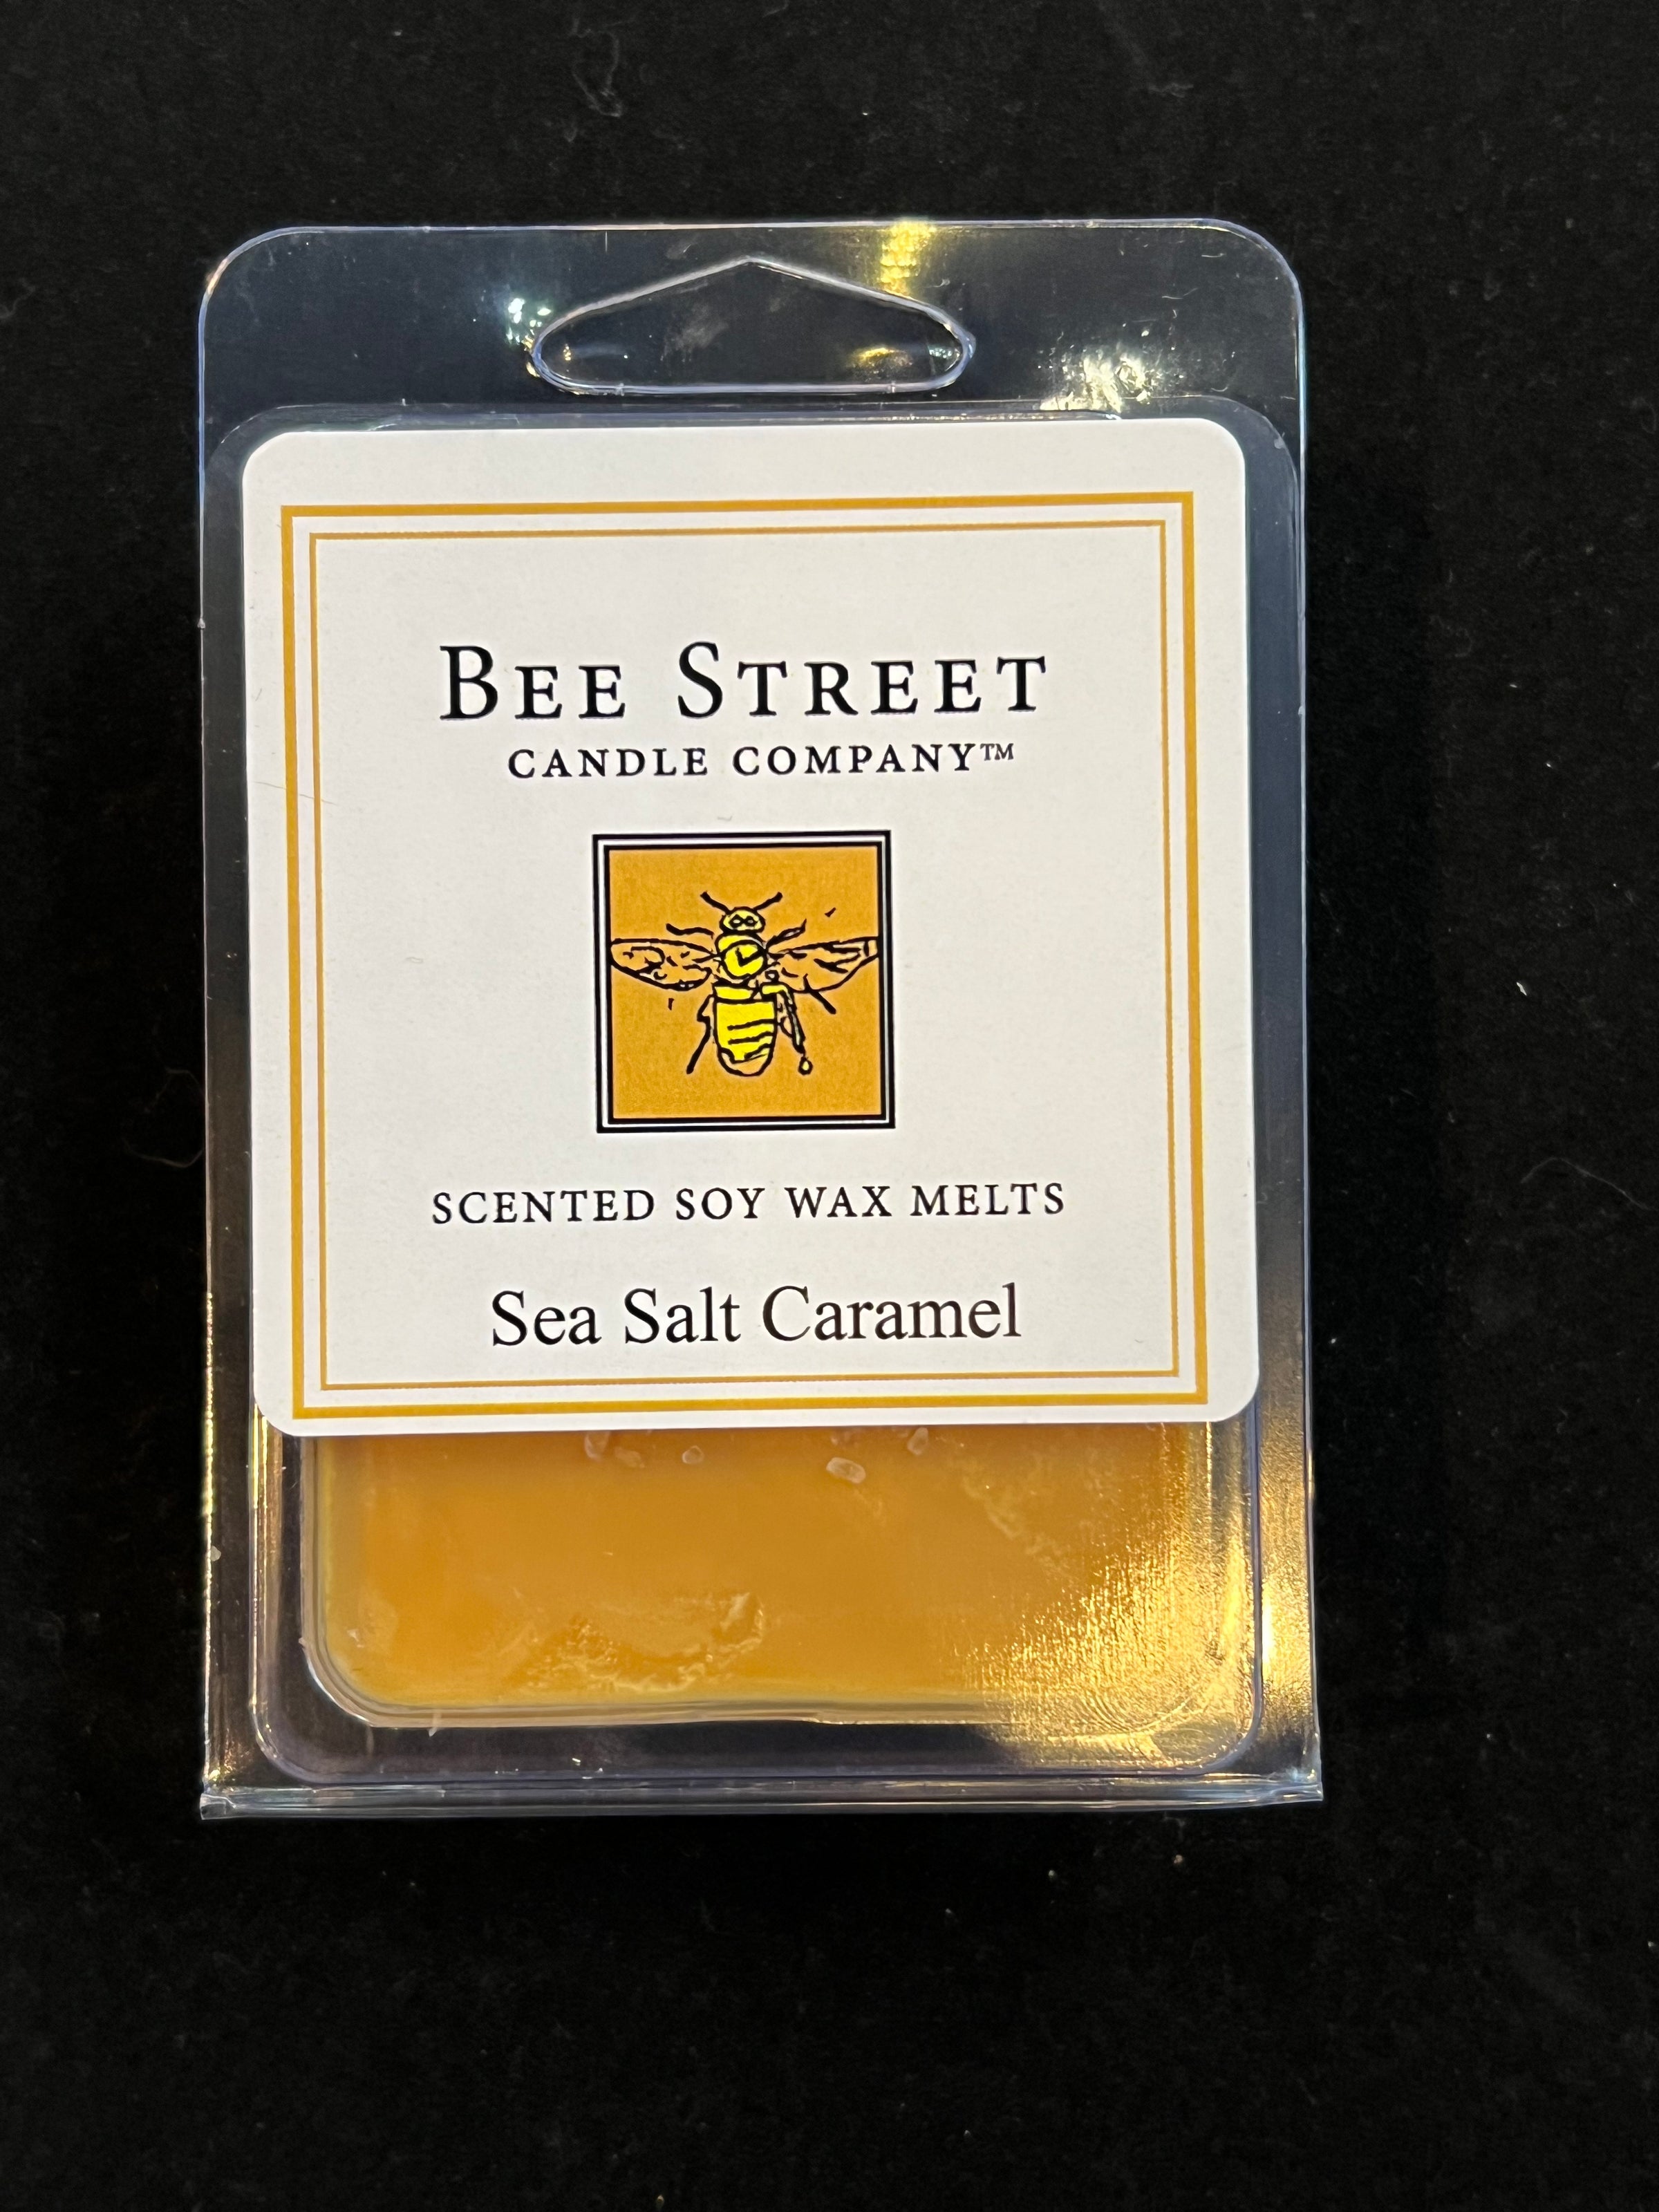 BEE STREET
CANDLE COMPANY™
SCENTED SOY WAX MELTS
Sea Salt Caramel